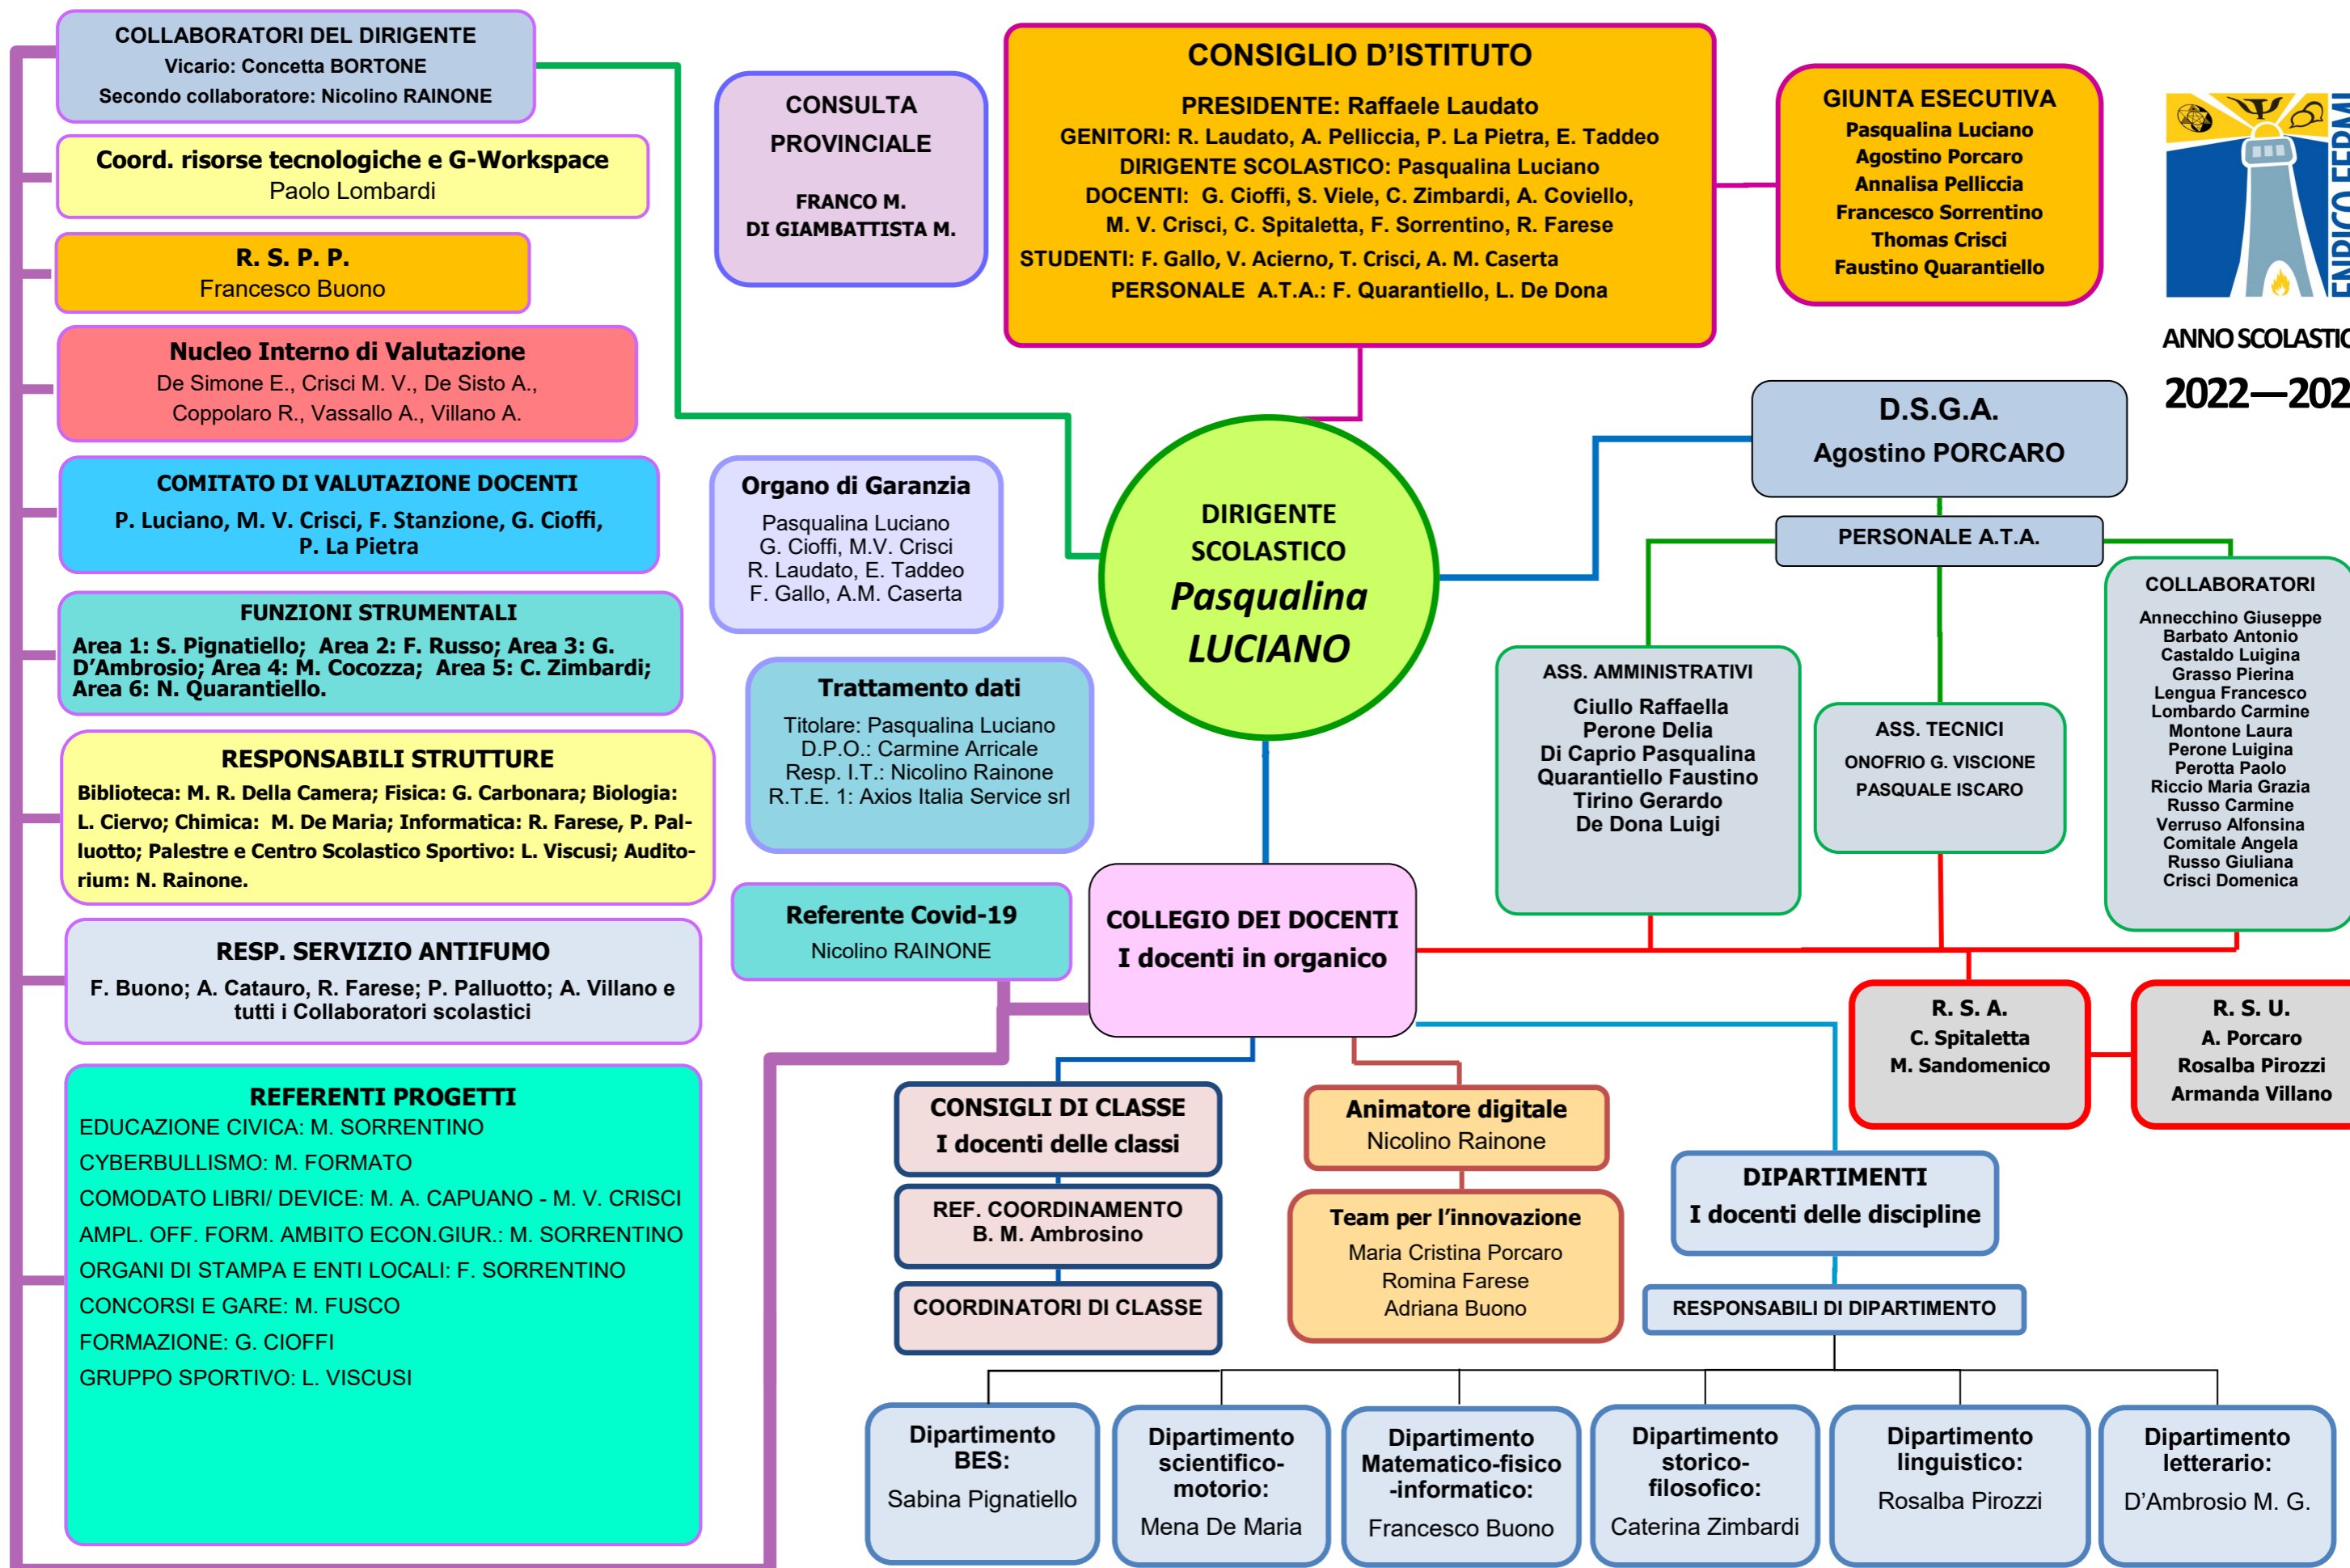 COLLABORATORI DEL DIRIGENTE
Vicario: Concetta BORTONE
Secondo collaboratore: Nicolino RAINONE
Coord. risorse tecnologiche e G-Workspace
Paolo Lombardi
R. S. P. P.
Francesco Buono
Nucleo Interno di Valutazione
De Simone E., Crisci M. V., De Sisto A.,
Coppolaro R., Vassallo A., Villano A.
COMITATO DI VALUTAZIONE DOCENTI
P. Luciano, M. V. Crisci, F. Stanzione, G. Cioffi,
P. La Pietra
FUNZIONI STRUMENTALI
Area 1: S. Pignatiello; Area 2: F. Russo; Area 3: G.
D’Ambrosio; Area 4: M. Cocozza; Area 5: C. Zimbardi;
Area 6: N. Quarantiello.
RESPONSABILI STRUTTURE
Biblioteca: M. R. Della Camera; Fisica: G. Carbonara; Biologia:
L. Ciervo; Chimica: M. De Maria; Informatica: R. Farese, P. Pal-
luotto; Palestre e Centro Scolastico Sportivo: L. Viscusi; Audito-
rium: N. Rainone.
RESP. SERVIZIO ANTIFUMO
F. Buono; A. Catauro, R. Farese; P. Palluotto; A. Villano e
tutti i Collaboratori scolastici
REFERENTI PROGETTI
EDUCAZIONE CIVICA: M. SORRENTINO
CYBERBULLISMO: M. FORMATO
COMODATO LIBRI/ DEVICE: M. A. CAPUANO - M. V. CRISCI
AMPL. OFF. FORM. AMBITO ECON.GIUR.: M. SORRENTINO
ORGANI DI STAMPA E ENTI LOCALI: F. SORRENTINO
CONCORSI E GARE: M. FUSCO
FORMAZIONE: G. CIOFFI
GRUPPO SPORTIVO: L. VISCUSI
CONSULTA
PROVINCIALE
FRANCO M.
DI GIAMBATTISTA M.
CONSIGLIO D’ISTITUTO
PRESIDENTE: Raffaele Laudato
GENITORI: R. Laudato, A. Pelliccia, P. La Pietra, E. Taddeo
DIRIGENTE SCOLASTICO: Pasqualina Luciano
DOCENTI: G. Cioffi, S. Viele, C. Zimbardi, A. Coviello,
M. V. Crisci, C. Spitaletta, F. Sorrentino, R. Farese
STUDENTI: F. Gallo, V. Acierno, T. Crisci, A. M. Caserta
PERSONALE A.T.A.: F. Quarantiello, L. De Dona
GIUNTA ESECUTIVA
Pasqualina Luciano
Agostino Porcaro
Annalisa Pelliccia
Francesco Sorrentino
Thomas Crisci
Faustino Quarantiello
ENRICO FERMI
ANNO SCOLASTIC
2022—202
Organo di Garanzia
Pasqualina Luciano
G. Cioffi, M.V. Crisci
R. Laudato, E. Taddeo
F. Gallo, A.M. Caserta
Trattamento dati
Titolare: Pasqualina Luciano
D.P.O.: Carmine Arricale
Resp. I.T.: Nicolino Rainone
R.T.E. 1: Axios Italia Service srl
Referente Covid-19
Nicolino RAINONE
DIRIGENTE
SCOLASTICO
Pasqualina
LUCIANO
D.S.G.A.
Agostino PORCARO
PERSONALE A.T.A.
ASS. AMMINISTRATIVI
Ciullo Raffaella
Perone Delia
Di Caprio Pasqualina
Quarantiello Faustino
Tirino Gerardo
De Dona Luigi
ASS. TECNICI
ONOFRIO G. VISCIONE
PASQUALE ISCARO
COLLABORATORI
Annecchino Giuseppe
Barbato Antonio
Castaldo Luigina
Grasso Pierina
Lengua Francesco
Lombardo Carmine
Montone Laura
Perone Luigina
Perotta Paolo
Riccio Maria Grazia
Russo Carmine
Verruso Alfonsina
Comitale Angela
Russo Giuliana
Crisci Domenica
COLLEGIO DEI DOCENTI
I docenti in organico
R. S. A.
C. Spitaletta
M. Sandomenico
R. S. U.
A. Porcaro
Rosalba Pirozzi
Armanda Villano
CONSIGLI DI CLASSE
I docenti delle classi
REF. COORDINAMENTO
B. M. Ambrosino
COORDINATORI DI CLASSE
Animatore digitale
Nicolino Rainone
Team per l’innovazione
Maria Cristina Porcaro
Romina Farese
Adriana Buono
DIPARTIMENTI
I docenti delle discipline
RESPONSABILI DI DIPARTIMENTO
Dipartimento
BES:
Sabina Pignatiello
Dipartimento
scientifico-
motorio:
Mena De Maria
Dipartimento
Matematico-fisico
-informatico:
Francesco Buono
Dipartimento
storico-
filosofico:
Caterina Zimbardi
Dipartimento
linguistico:
Rosalba Pirozzi
Dipartimento
letterario:
D’Ambrosio M. G.